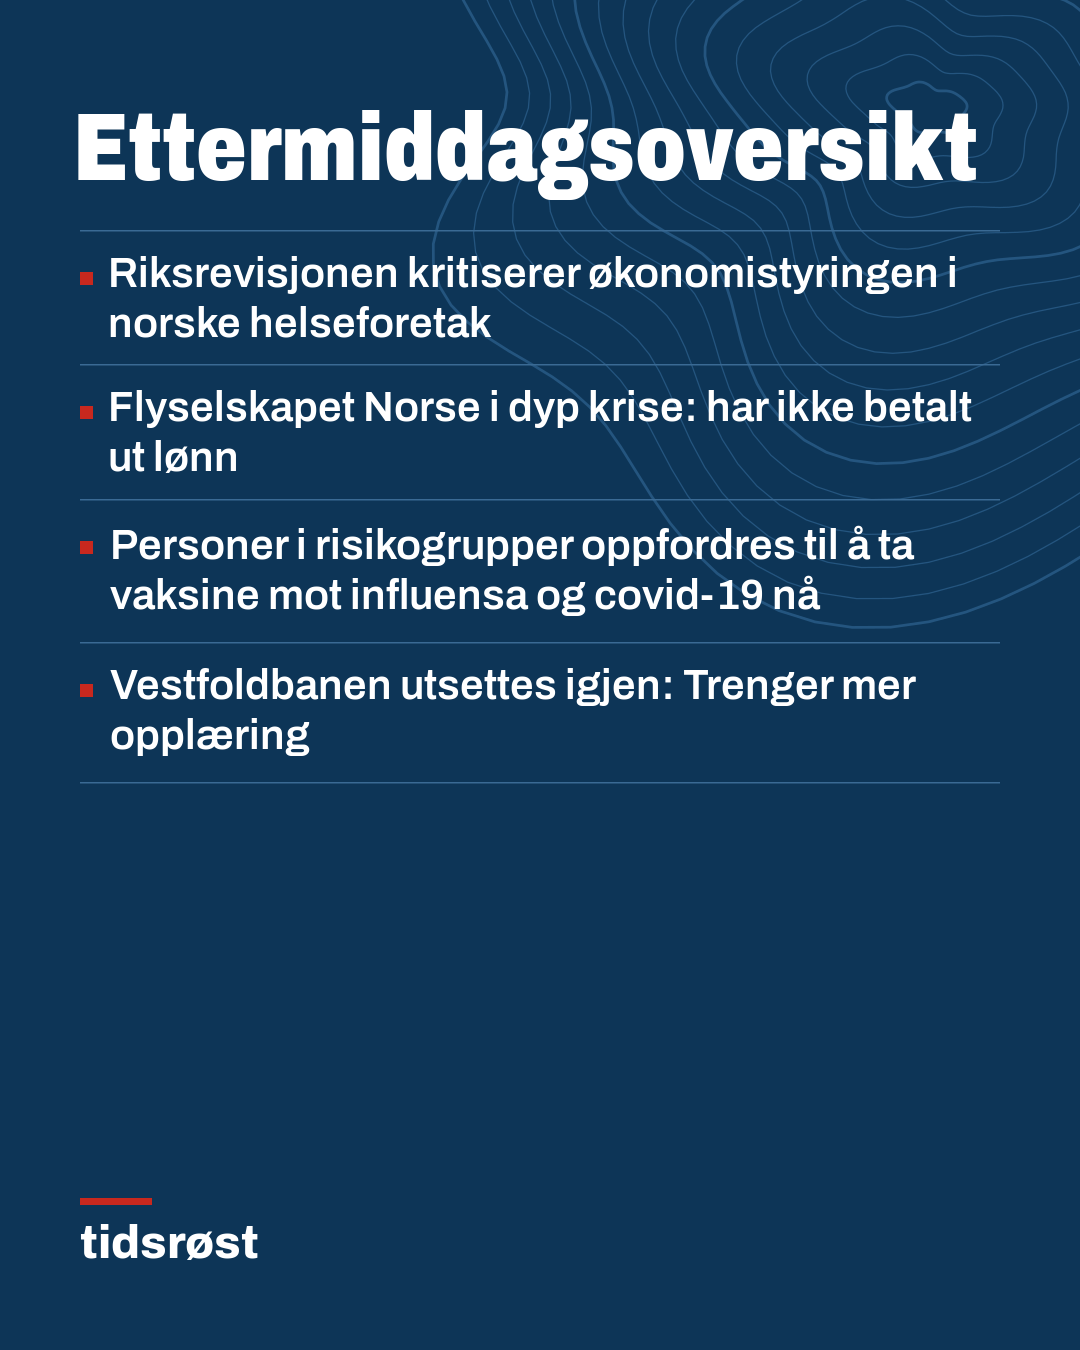 Ettermiddagsoversikt
Riksrevisjonen kritiserer økonomistyringen i
norske helseforetak
Flyselskapet Norse i dyp krise: har ikke betalt
ut lønn
Personer i risikogrupper oppfordres til å ta
vaksine mot influensa og covid-19 nå
Vestfoldbanen utsettes igjen: Trenger mer
opplæring
tidsrøst